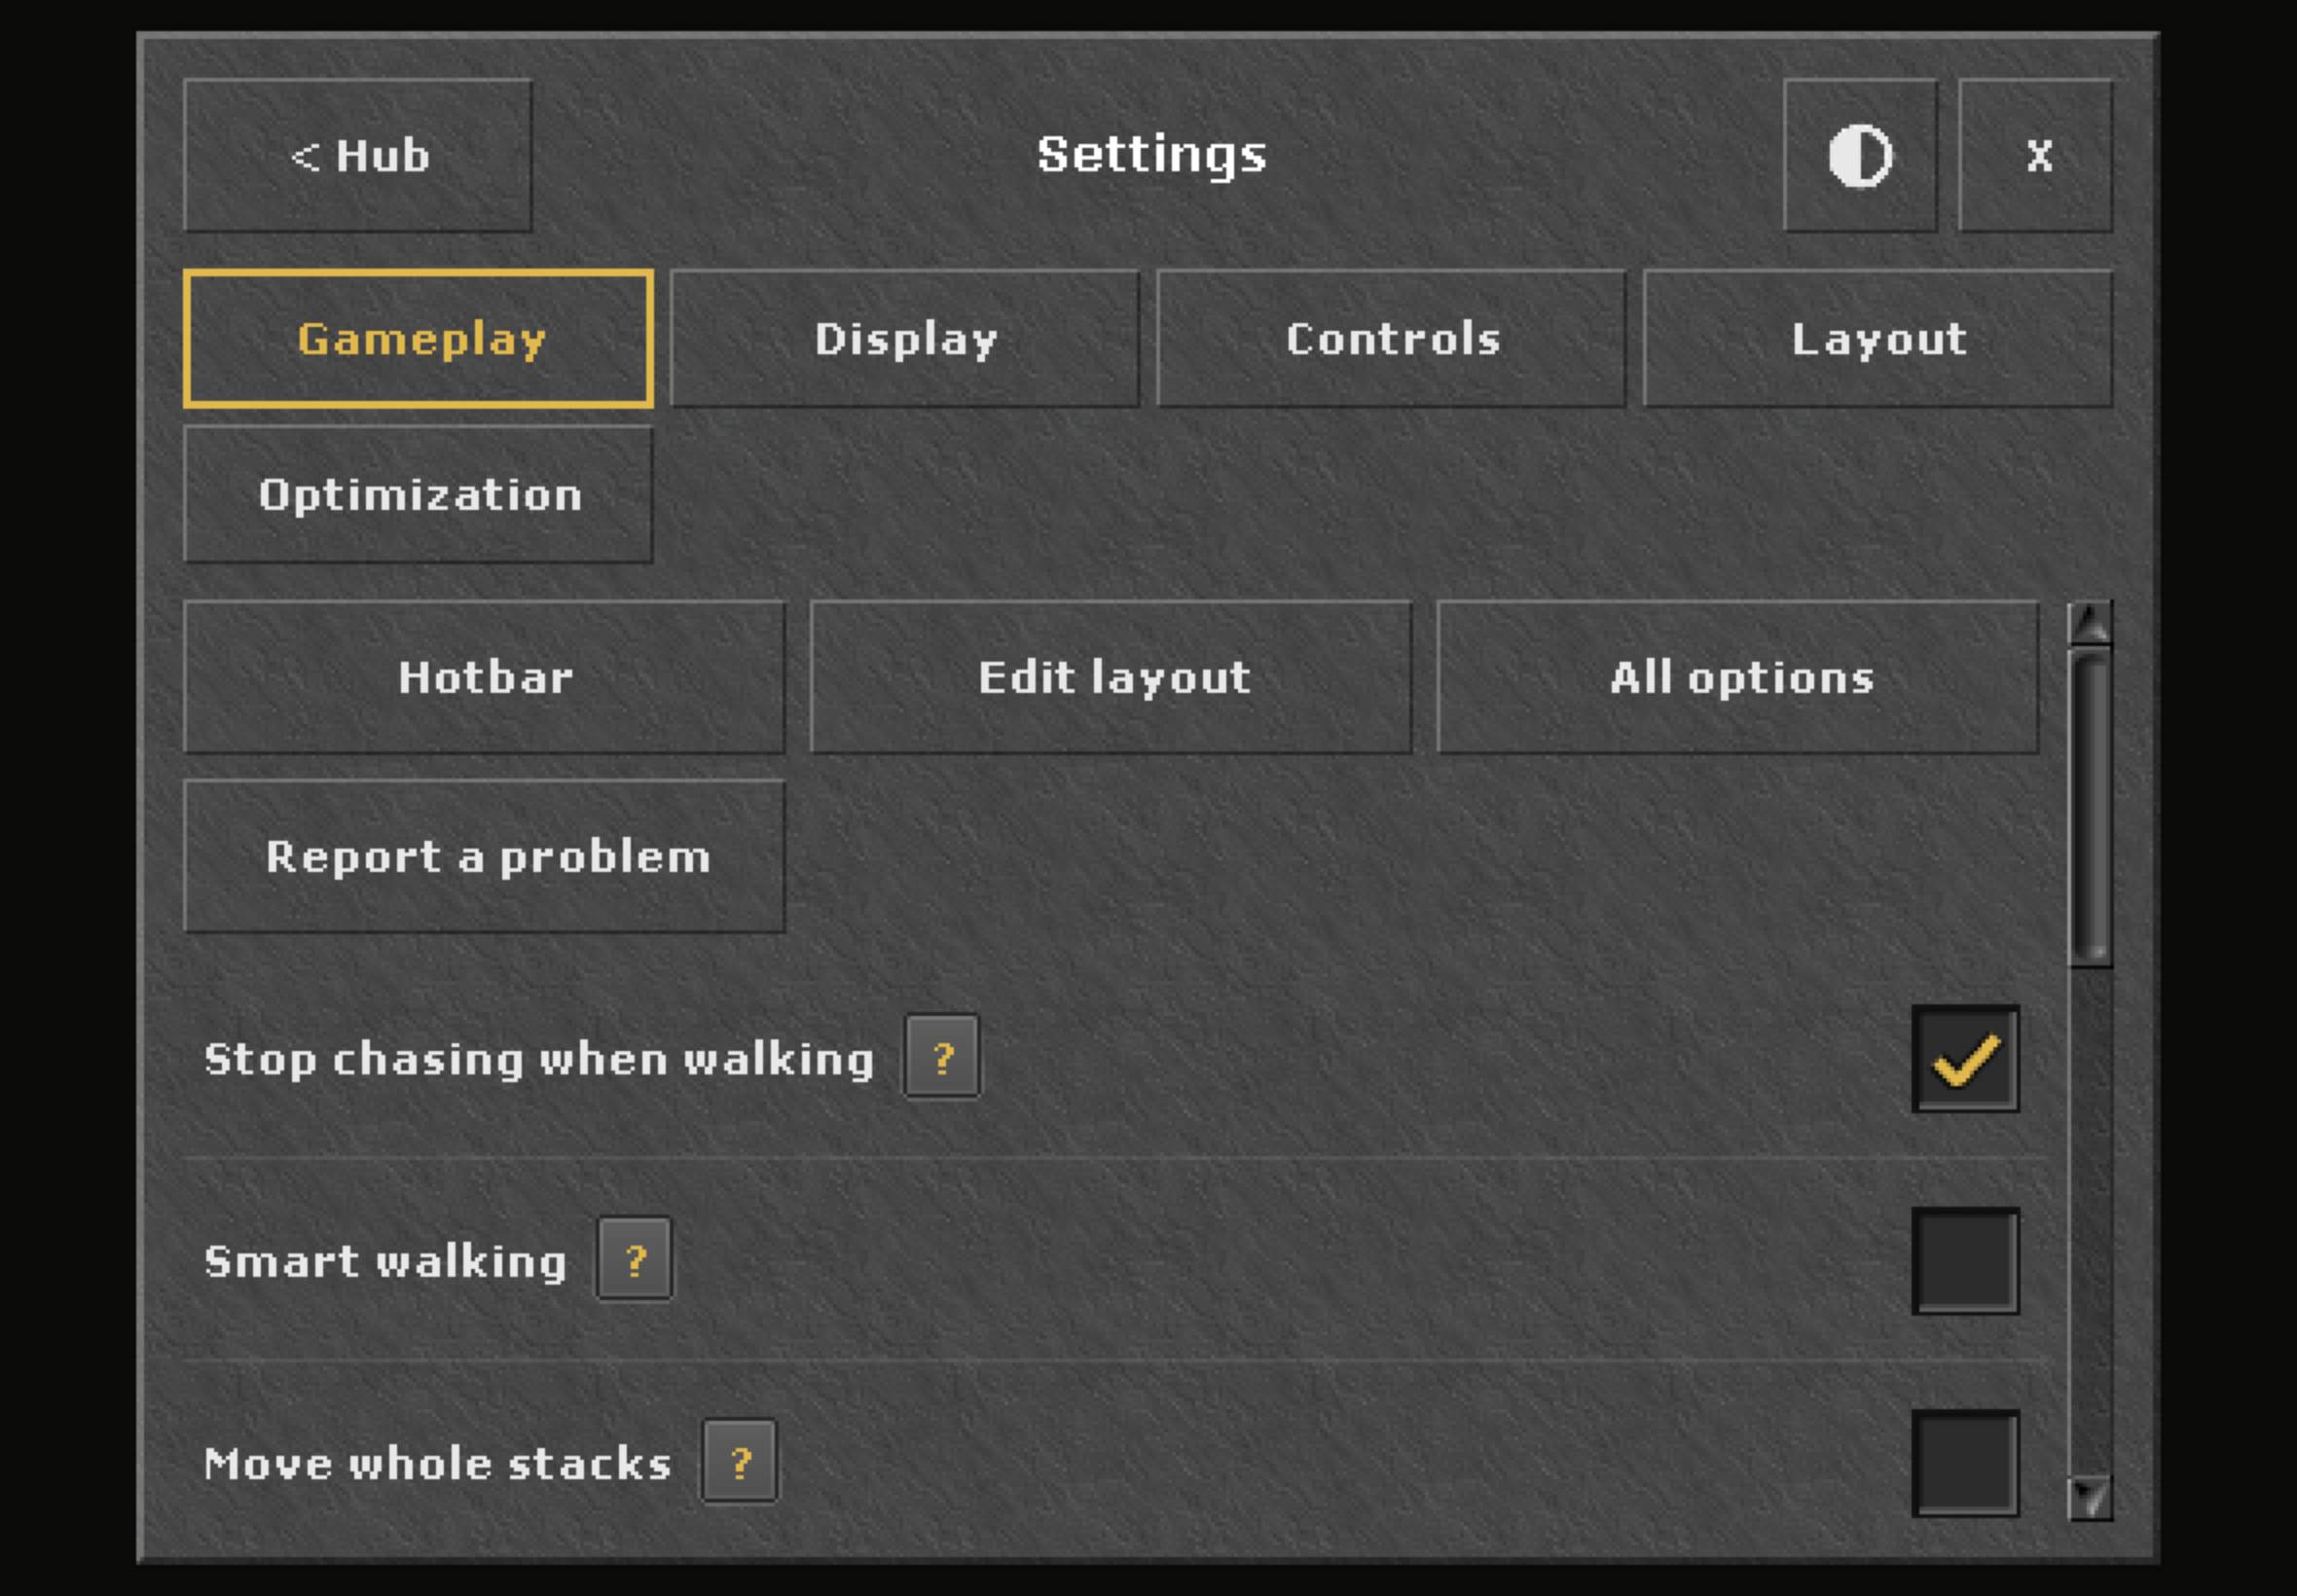 < Hub
Settings
x
Gameplay
Display
Controls
Layout
Optimization
Hotbar
Edit layout
All options
Report a problem
Stop chasing when walking ?
Smart walking ?
Move whole stacks ?